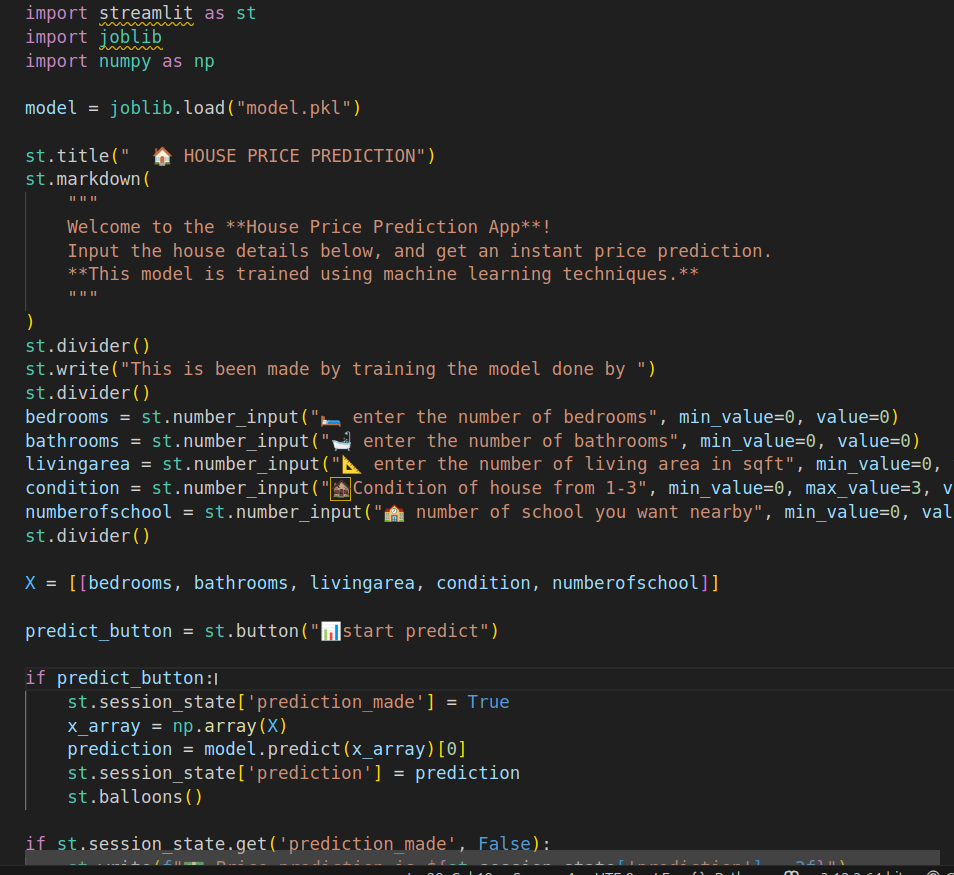 import streamlit as st
import joblib
import numpy as np
model = joblib.load("model.pkl")
st.title("  🏠 HOUSE PRICE PREDICTION")
st.markdown(
    """
    Welcome to the **House Price Prediction App**!
    Input the house details below, and get an instant price prediction.
    **This model is trained using machine learning techniques.**
    """
)
st.divider()
st.write("This is been made by training the model done by ")
st.divider()
bedrooms = st.number_input("🛏️ enter the number of bedrooms", min_value=0, value=0)
bathrooms = st.number_input("🛁 enter the number of bathrooms", min_value=0, value=0)
livingarea = st.number_input("📐 enter the number of living area in sqft", min_value=0,
condition = st.number_input("🏚️Condition of house from 1-3", min_value=0, max_value=3, v
numberofschool = st.number_input("🏫 number of school you want nearby", min_value=0, val
st.divider()
X = [[bedrooms, bathrooms, livingarea, condition, numberofschool]]
predict_button = st.button("📊start predict")
if predict_button:
    st.session_state['prediction_made'] = True
    x_array = np.array(X)
    prediction = model.predict(x_array)[0]
    st.session_state['prediction'] = prediction
    st.balloons()
if st.session_state.get('prediction_made', False):